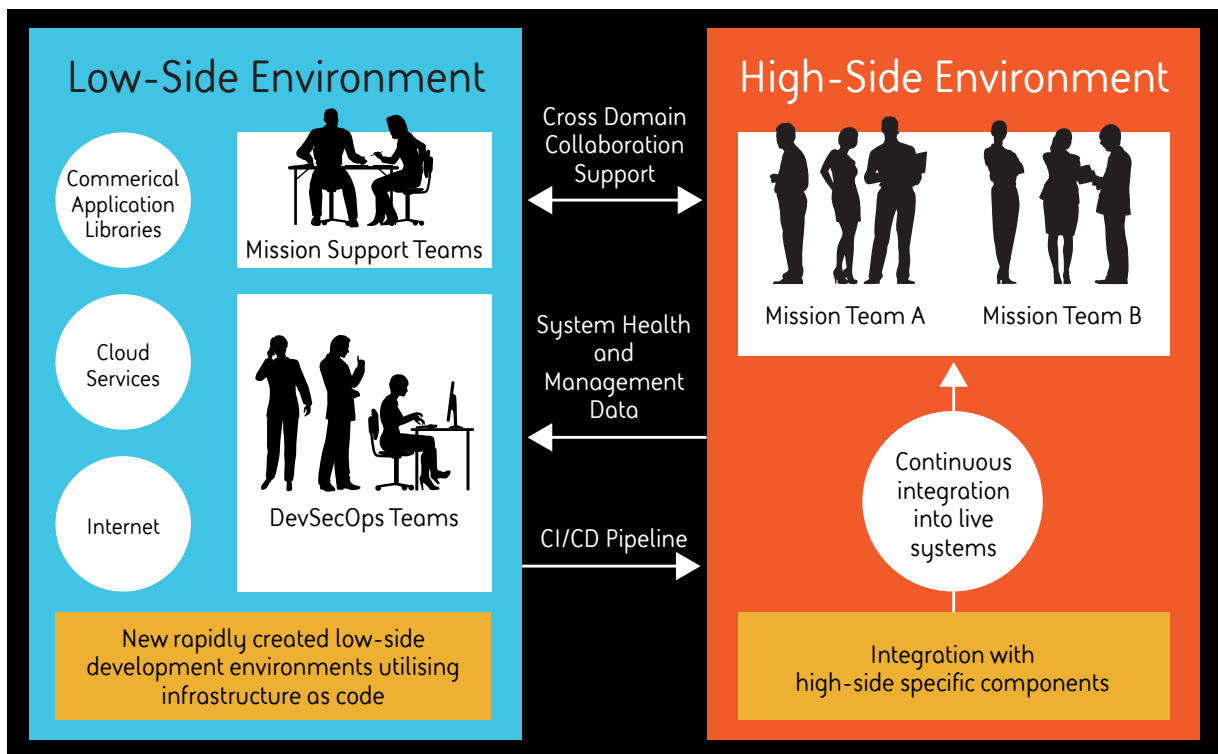 Low-Side Environment
Commerical
Application
Libraries
Mission Support Teams
Cloud
Services
Internet
DevSecOps Teams
New rapidly created low-side
development environments utilising
infrastructure as code
Cross Domain
Collaboration
Support
System Health
and
Management
Data
CI/CD Pipeline
High-Side Environment
Mission Team A
Mission Team B
Continuous
integration
into live
systems
Integration with
high-side specific components